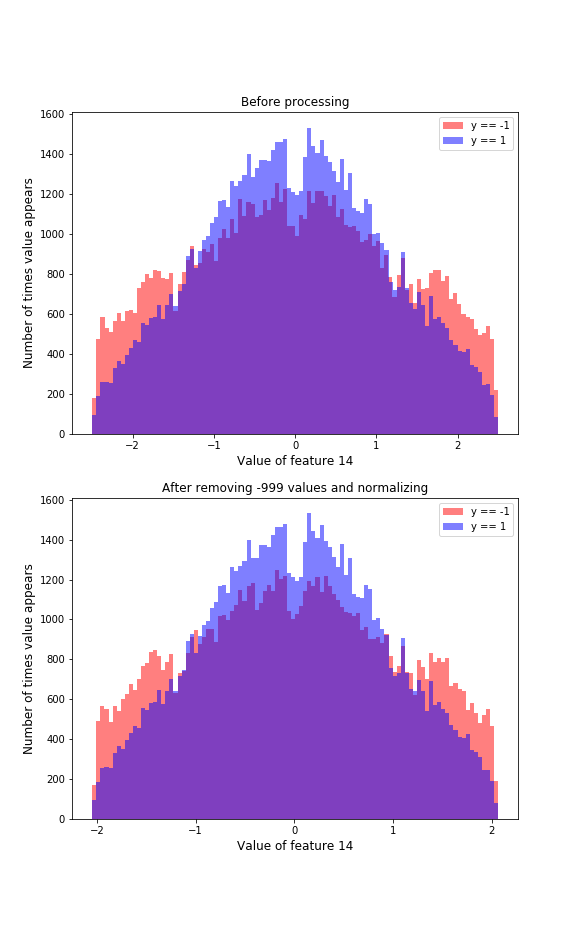 Before processing
y == -1
y == 1
Number of times value appears
1600
1400
1200
1000
800
600
400
200
0
−2
−1
0
1
2
Value of feature 14
After removing -999 values and normalizing
y == -1
y == 1
Number of times value appears
1600
1400
1200
1000
800
600
400
200
0
−2
−1
0
1
2
Value of feature 14